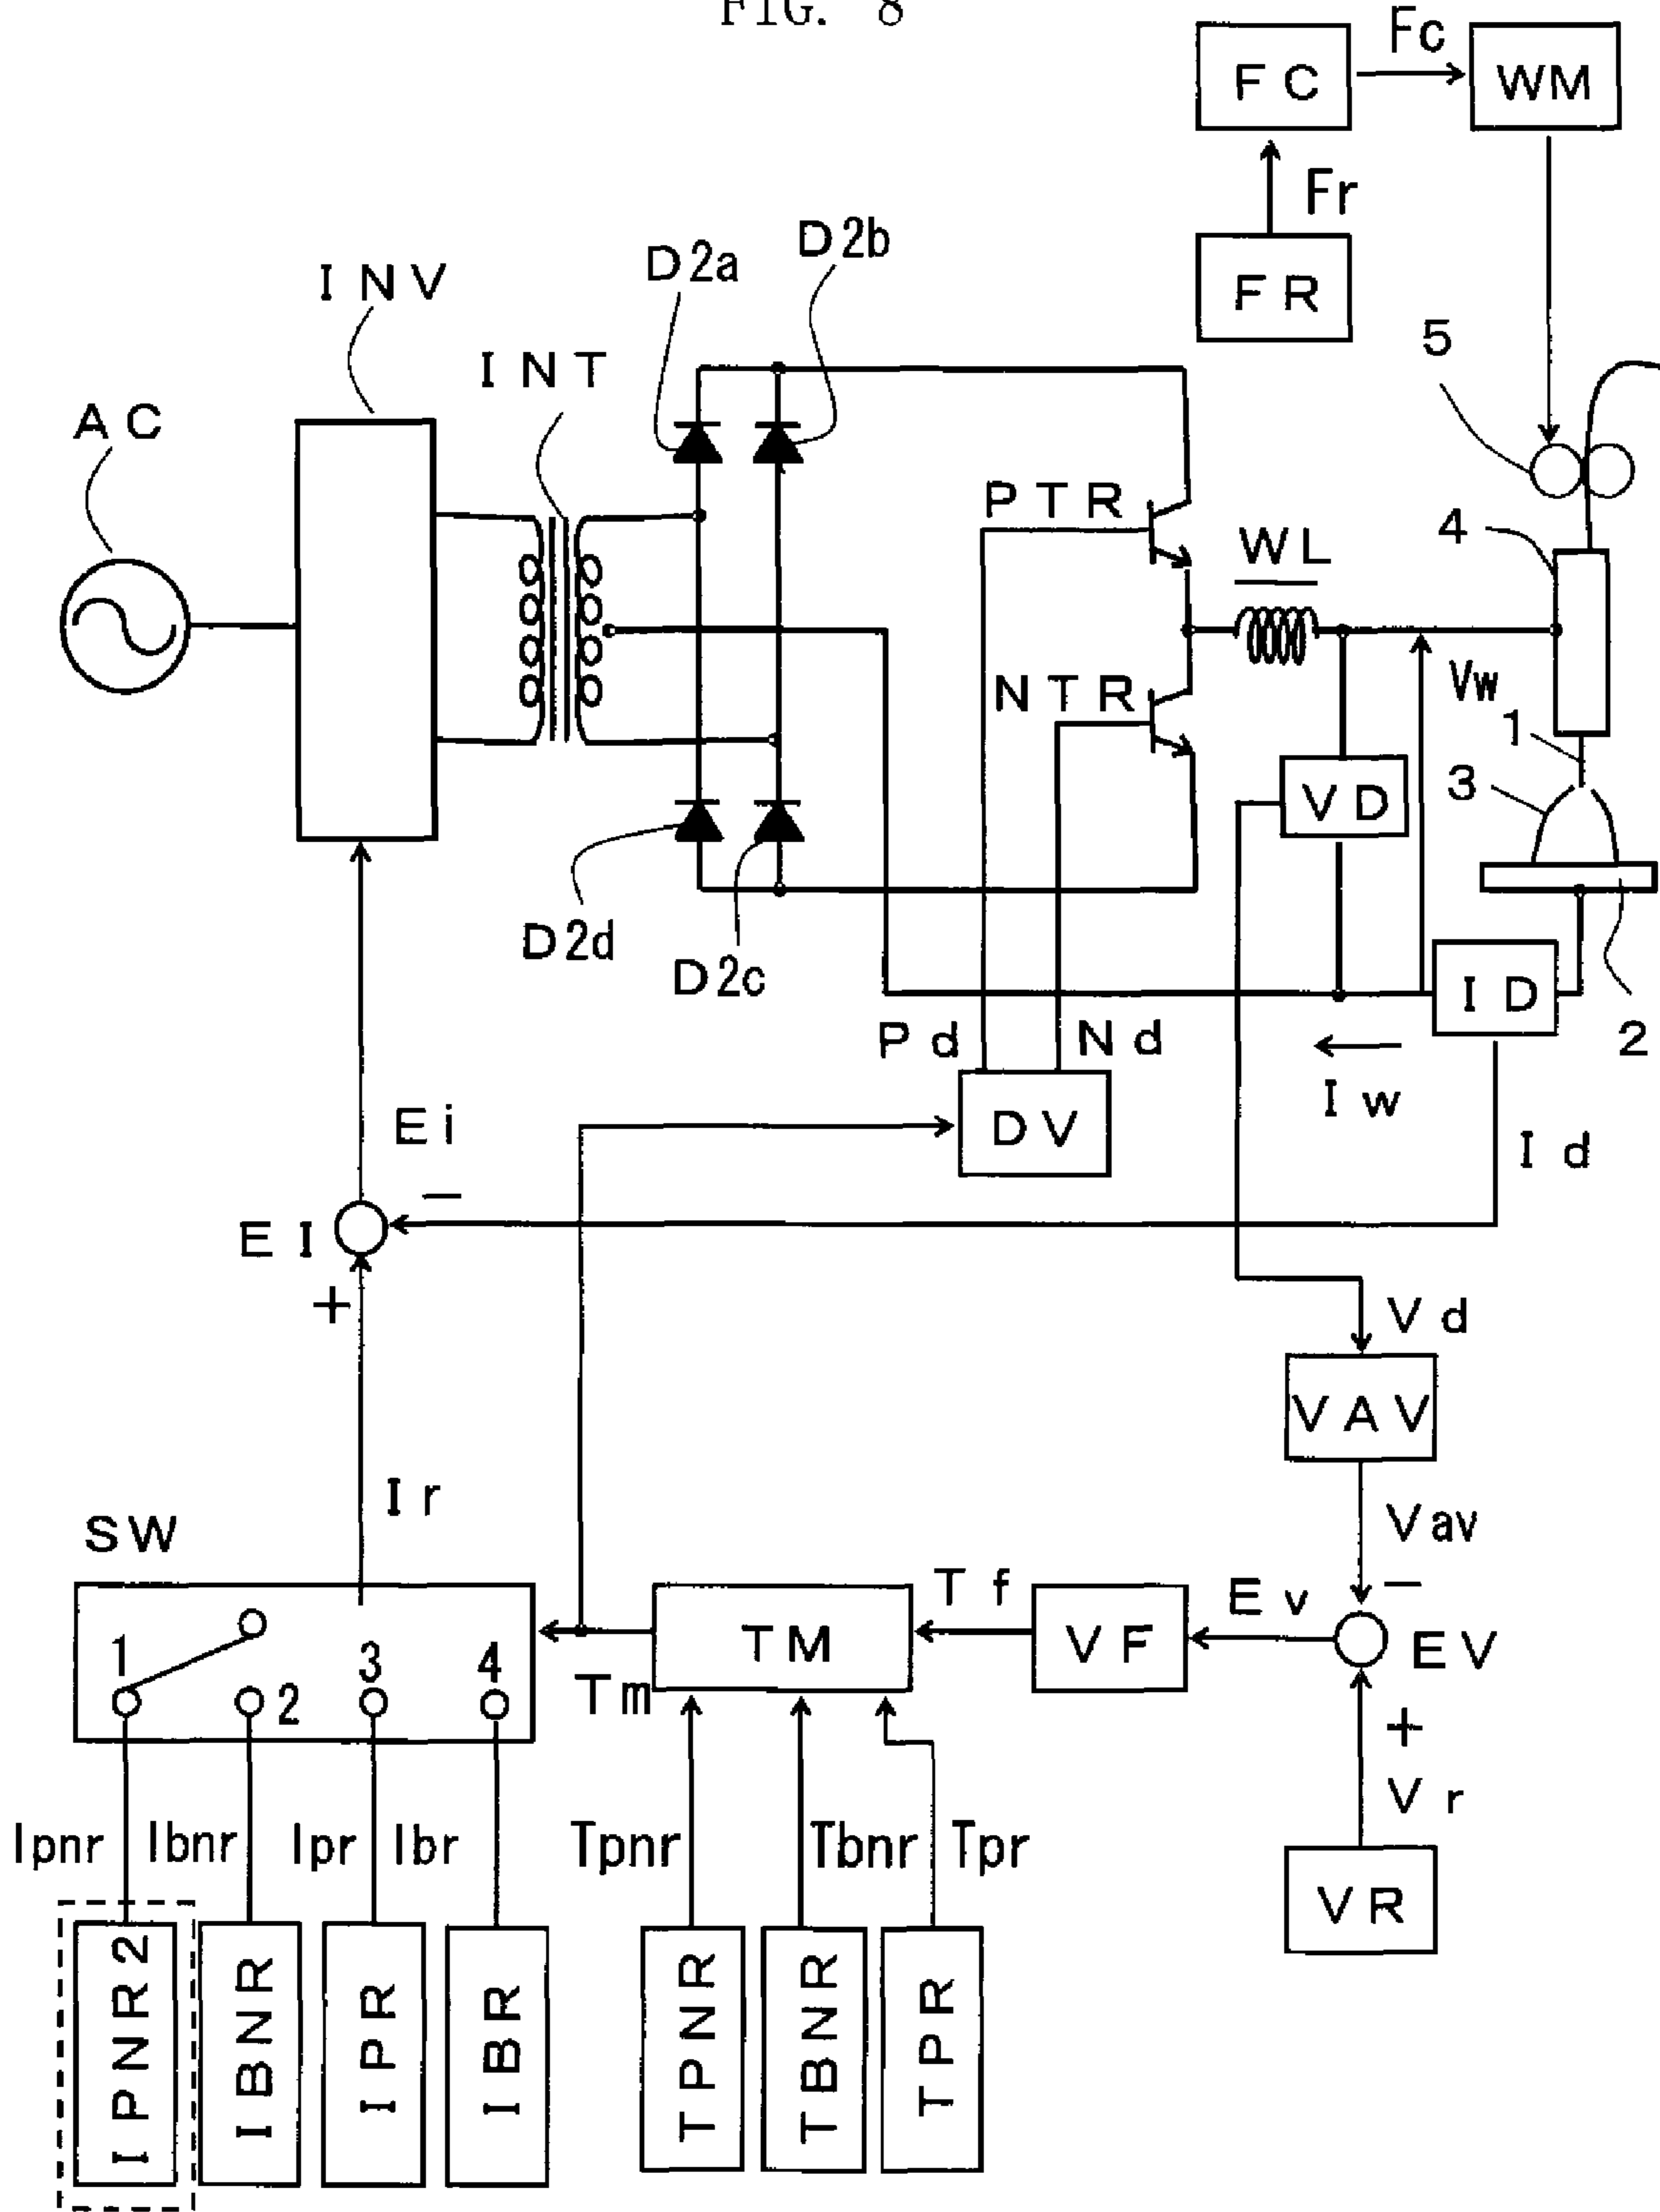 FIG. 8
Fc
FC
WM
Fr
FR
D2b
D2a
INV
INT
5
AC
PTR
4
WL
NTR
Vw
1
3
VD
D2d
D2c
ID
2
Pd
Nd
Iw
DV
Ei
Id
EI
−
+
Vd
VAV
Ir
Vav
SW
Tf
Ev
−
1
3
4
2
TM
VF
EV
Tm
+
Vr
Ipnr
Ibnr
Ipr
Ibr
Tpnr
Tbnr
Tpr
VR
IPNR2
IBNR
IPR
IBR
TPNR
TBNR
TPR